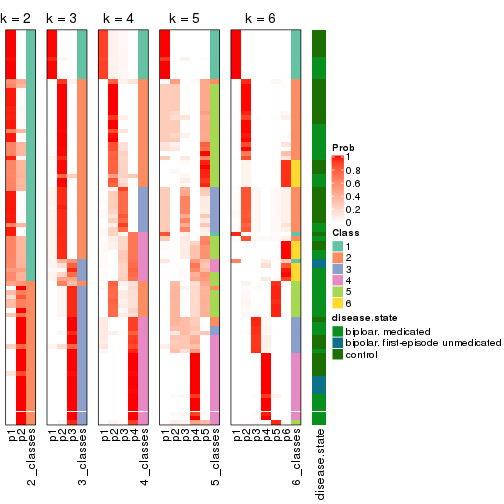 k = 2 k = 3 k = 4 k = 5 k = 6
Prob
1
0.8
0.6
0.4
0.2
0
Class
1
2
3
4
5
6
disease.state
bipolar, medicated
bipolar, first-episode unmedicated
control
p1 p2 2_classes p1 p2 p3 3_classes p1 p2 p3 p4 4_classes p1 p2 p3 p4 p5 5_classes p1 p2 p3 p4 p5 p6 6_classes disease.state